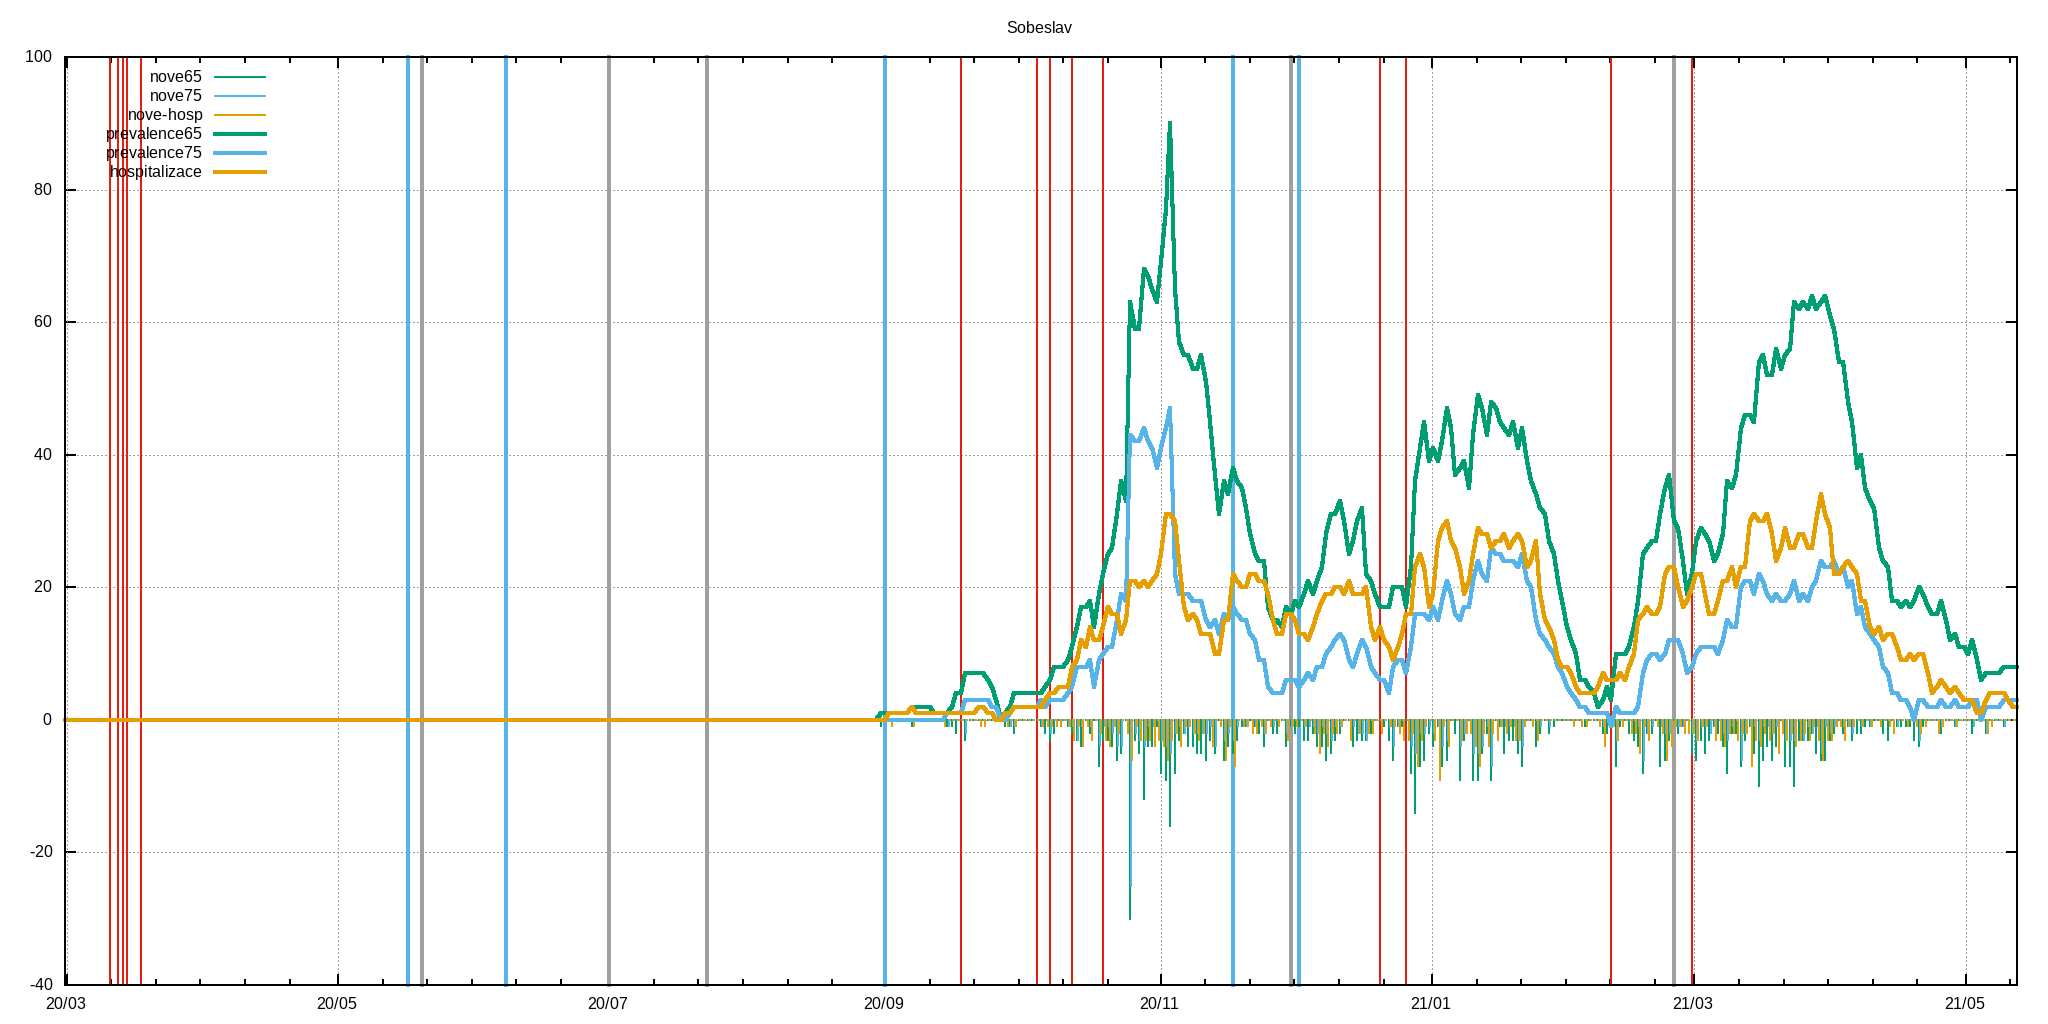 Sobeslav
100
80
60
40
20
0
-20
-40
nove65
nove75
nove-hosp
prevalence65
prevalence75
hospitalizace
20/03 20/05 20/07 20/09 20/11 21/01 21/03 21/05